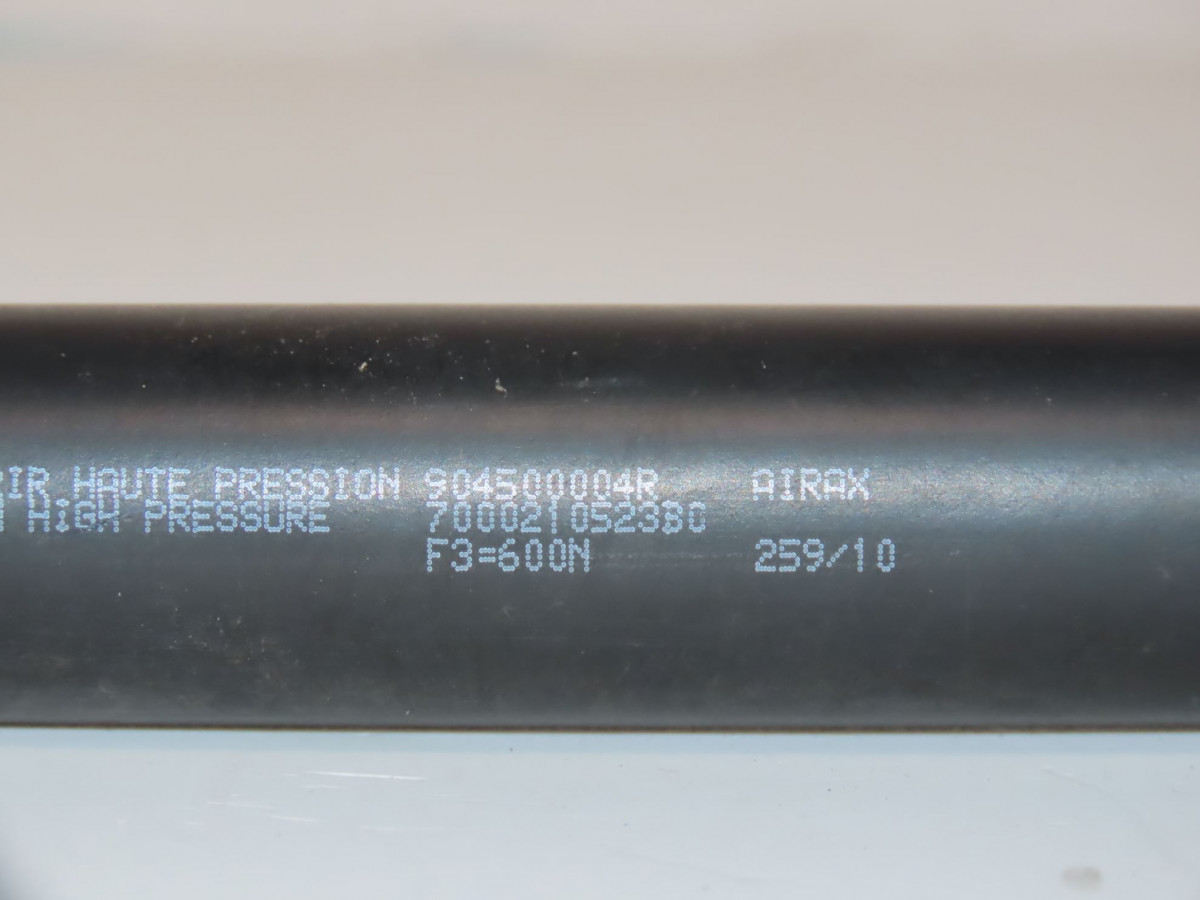 IR HAUTE PRESSION 904500004R AIRAX
HIGH PRESSURE 700021052380
F3=600N 259/10